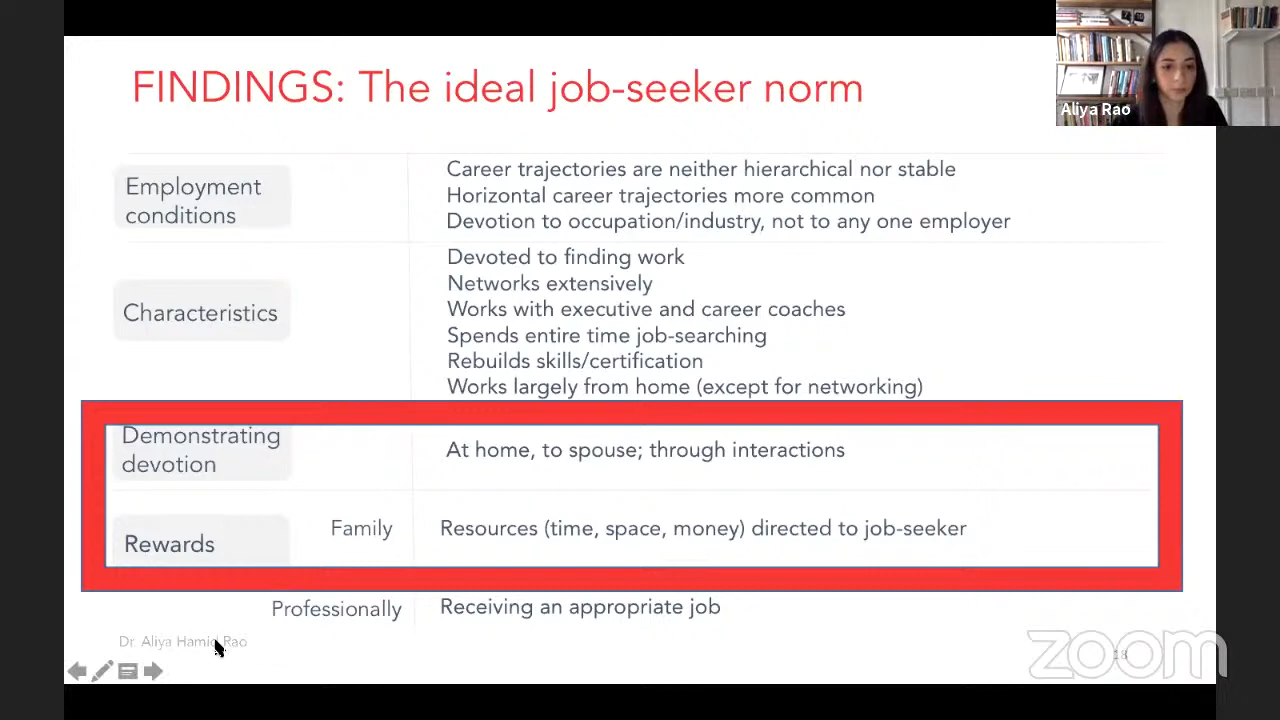 Aliya Rao
FINDINGS: The ideal job-seeker norm
Employment
conditions
Career trajectories are neither hierarchical nor stable
Horizontal career trajectories more common
Devotion to occupation/industry, not to any one employer
Characteristics
Devoted to finding work
Networks extensively
Works with executive and career coaches
Spends entire time job-searching
Rebuilds skills/certification
Works largely from home (except for networking)
Demonstrating
devotion
At home, to spouse; through interactions
Rewards
Family
Resources (time, space, money) directed to job-seeker
Professionally
Receiving an appropriate job
Dr. Aliya Hamid Rao
18
zoom